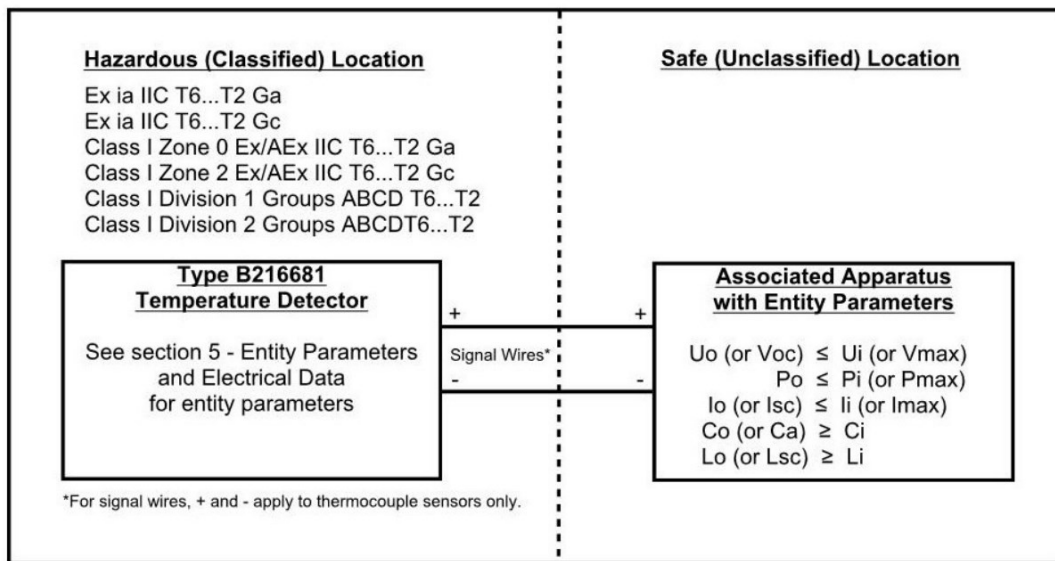 Hazardous (Classified) Location
Ex ia IIC T6...T2 Ga
Ex ia IIC T6...T2 Gc
Class I Zone 0 Ex/AEx IIC T6...T2 Ga
Class I Zone 2 Ex/AEx IIC T6...T2 Gc
Class I Division 1 Groups ABCD T6...T2
Class I Division 2 Groups ABCDT6...T2
Type B216681
Temperature Detector
See section 5 - Entity Parameters
and Electrical Data
for entity parameters
+
Signal Wires*
-
*For signal wires, + and - apply to thermocouple sensors only.
Safe (Unclassified) Location
+
-
Associated Apparatus
with Entity Parameters
Uo (or Voc) ≤ Ui (or Vmax)
Po ≤ Pi (or Pmax)
Io (or Isc) ≤ Ii (or Imax)
Co (or Ca) ≥ Ci
Lo (or Lsc) ≥ Li